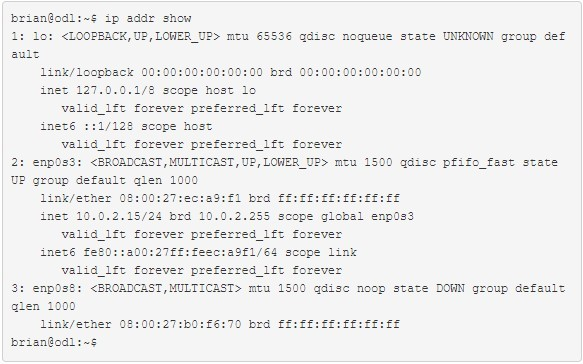 brian@odl:~$ ip addr show
1: lo: <LOOPBACK,UP,LOWER_UP> mtu 65536 qdisc noqueue state UNKNOWN group def
ault
    link/loopback 00:00:00:00:00:00 brd 00:00:00:00:00:00
    inet 127.0.0.1/8 scope host lo
       valid_lft forever preferred_lft forever
    inet6 ::1/128 scope host
       valid_lft forever preferred_lft forever
2: enp0s3: <BROADCAST,MULTICAST,UP,LOWER_UP> mtu 1500 qdisc pfifo_fast state
UP group default qlen 1000
    link/ether 08:00:27:ec:a9:f1 brd ff:ff:ff:ff:ff:ff
    inet 10.0.2.15/24 brd 10.0.2.255 scope global enp0s3
       valid_lft forever preferred_lft forever
    inet6 fe80::a00:27ff:feec:a9f1/64 scope link
       valid_lft forever preferred_lft forever
3: enp0s8: <BROADCAST,MULTICAST> mtu 1500 qdisc noop state DOWN group default
qlen 1000
    link/ether 08:00:27:b0:f6:70 brd ff:ff:ff:ff:ff:ff
brian@odl:~$